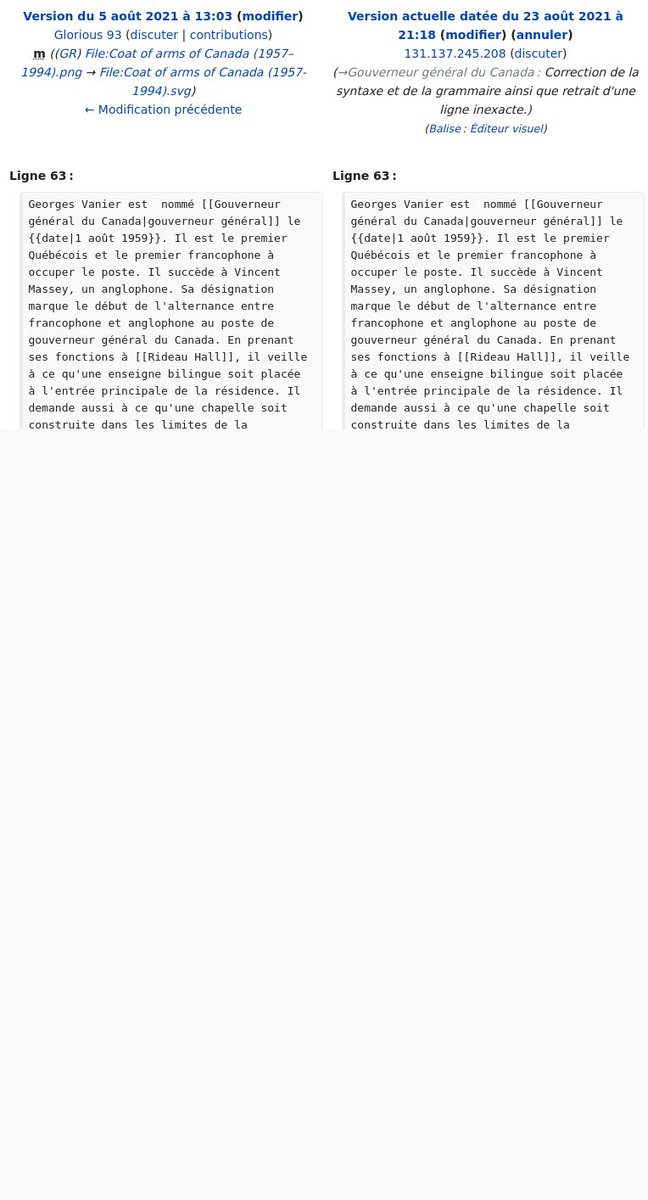 Version du 5 août 2021 à 13:03 (modifier)
Glorious 93 (discuter | contributions)
m ((GR) File:Coat of arms of Canada (1957–
1994).png → File:Coat of arms of Canada (1957-
1994).svg)
← Modification précédente
Version actuelle datée du 23 août 2021 à
21:18 (modifier) (annuler)
131.137.245.208 (discuter)
(→Gouverneur général du Canada : Correction de la
syntaxe et de la grammaire ainsi que retrait d'une
ligne inexacte.)
(Balise : Éditeur visuel)
Ligne 63 :
Georges Vanier est  nommé [[Gouverneur
général du Canada|gouverneur général]] le
{{date|1 août 1959}}. Il est le premier
Québécois et le premier francophone à
occuper le poste. Il succède à Vincent
Massey, un anglophone. Sa désignation
marque le début de l'alternance entre
francophone et anglophone au poste de
gouverneur général du Canada. En prenant
ses fonctions à [[Rideau Hall]], il veille
à ce qu'une enseigne bilingue soit placée
à l'entrée principale de la résidence. Il
demande aussi à ce qu'une chapelle soit
construite dans les limites de la
Ligne 63 :
Georges Vanier est  nommé [[Gouverneur
général du Canada|gouverneur général]] le
{{date|1 août 1959}}. Il est le premier
Québécois et le premier francophone à
occuper le poste. Il succède à Vincent
Massey, un anglophone. Sa désignation
marque le début de l'alternance entre
francophone et anglophone au poste de
gouverneur général du Canada. En prenant
ses fonctions à [[Rideau Hall]], il veille
à ce qu'une enseigne bilingue soit placée
à l'entrée principale de la résidence. Il
demande aussi à ce qu'une chapelle soit
construite dans les limites de la